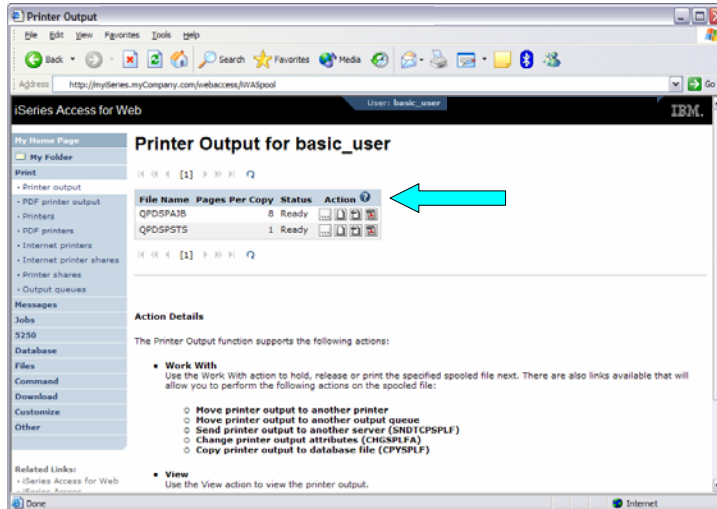 Printer Output
File Edit View Favorites Tools Help
Back Search Favorites Media
Address http://myiSeries.myCompany.com/webaccess/iWASpool Go
iSeries Access for Web
User: basic_user
IBM.
My Home Page
My Folder
Print
• Printer output
• PDF printer output
• Printers
• PDF printers
• Internet printers
• Internet printer shares
• Printer shares
• Output queues
Messages
Jobs
5250
Database
Files
Command
Download
Customize
Other
Related Links:
• iSeries Access for Web
Printer Output for basic_user
[1]
File Name Pages Per Copy Status Action ?
QPDSPAJB 8 Ready ...
QPDSPSTS 1 Ready ...
[1]
Action Details
The Printer Output function supports the following actions:
• Work With
Use the Work With action to hold, release or print the specified spooled file next. There are also links available that will
allow you to perform the following actions on the spooled file:
○ Move printer output to another printer
○ Move printer output to another output queue
○ Send printer output to another server (SNDTCPSPLF)
○ Change printer output attributes (CHGSPLFA)
○ Copy printer output to database file (CPYSPLF)
• View
Use the View action to view the printer output.
Done Internet